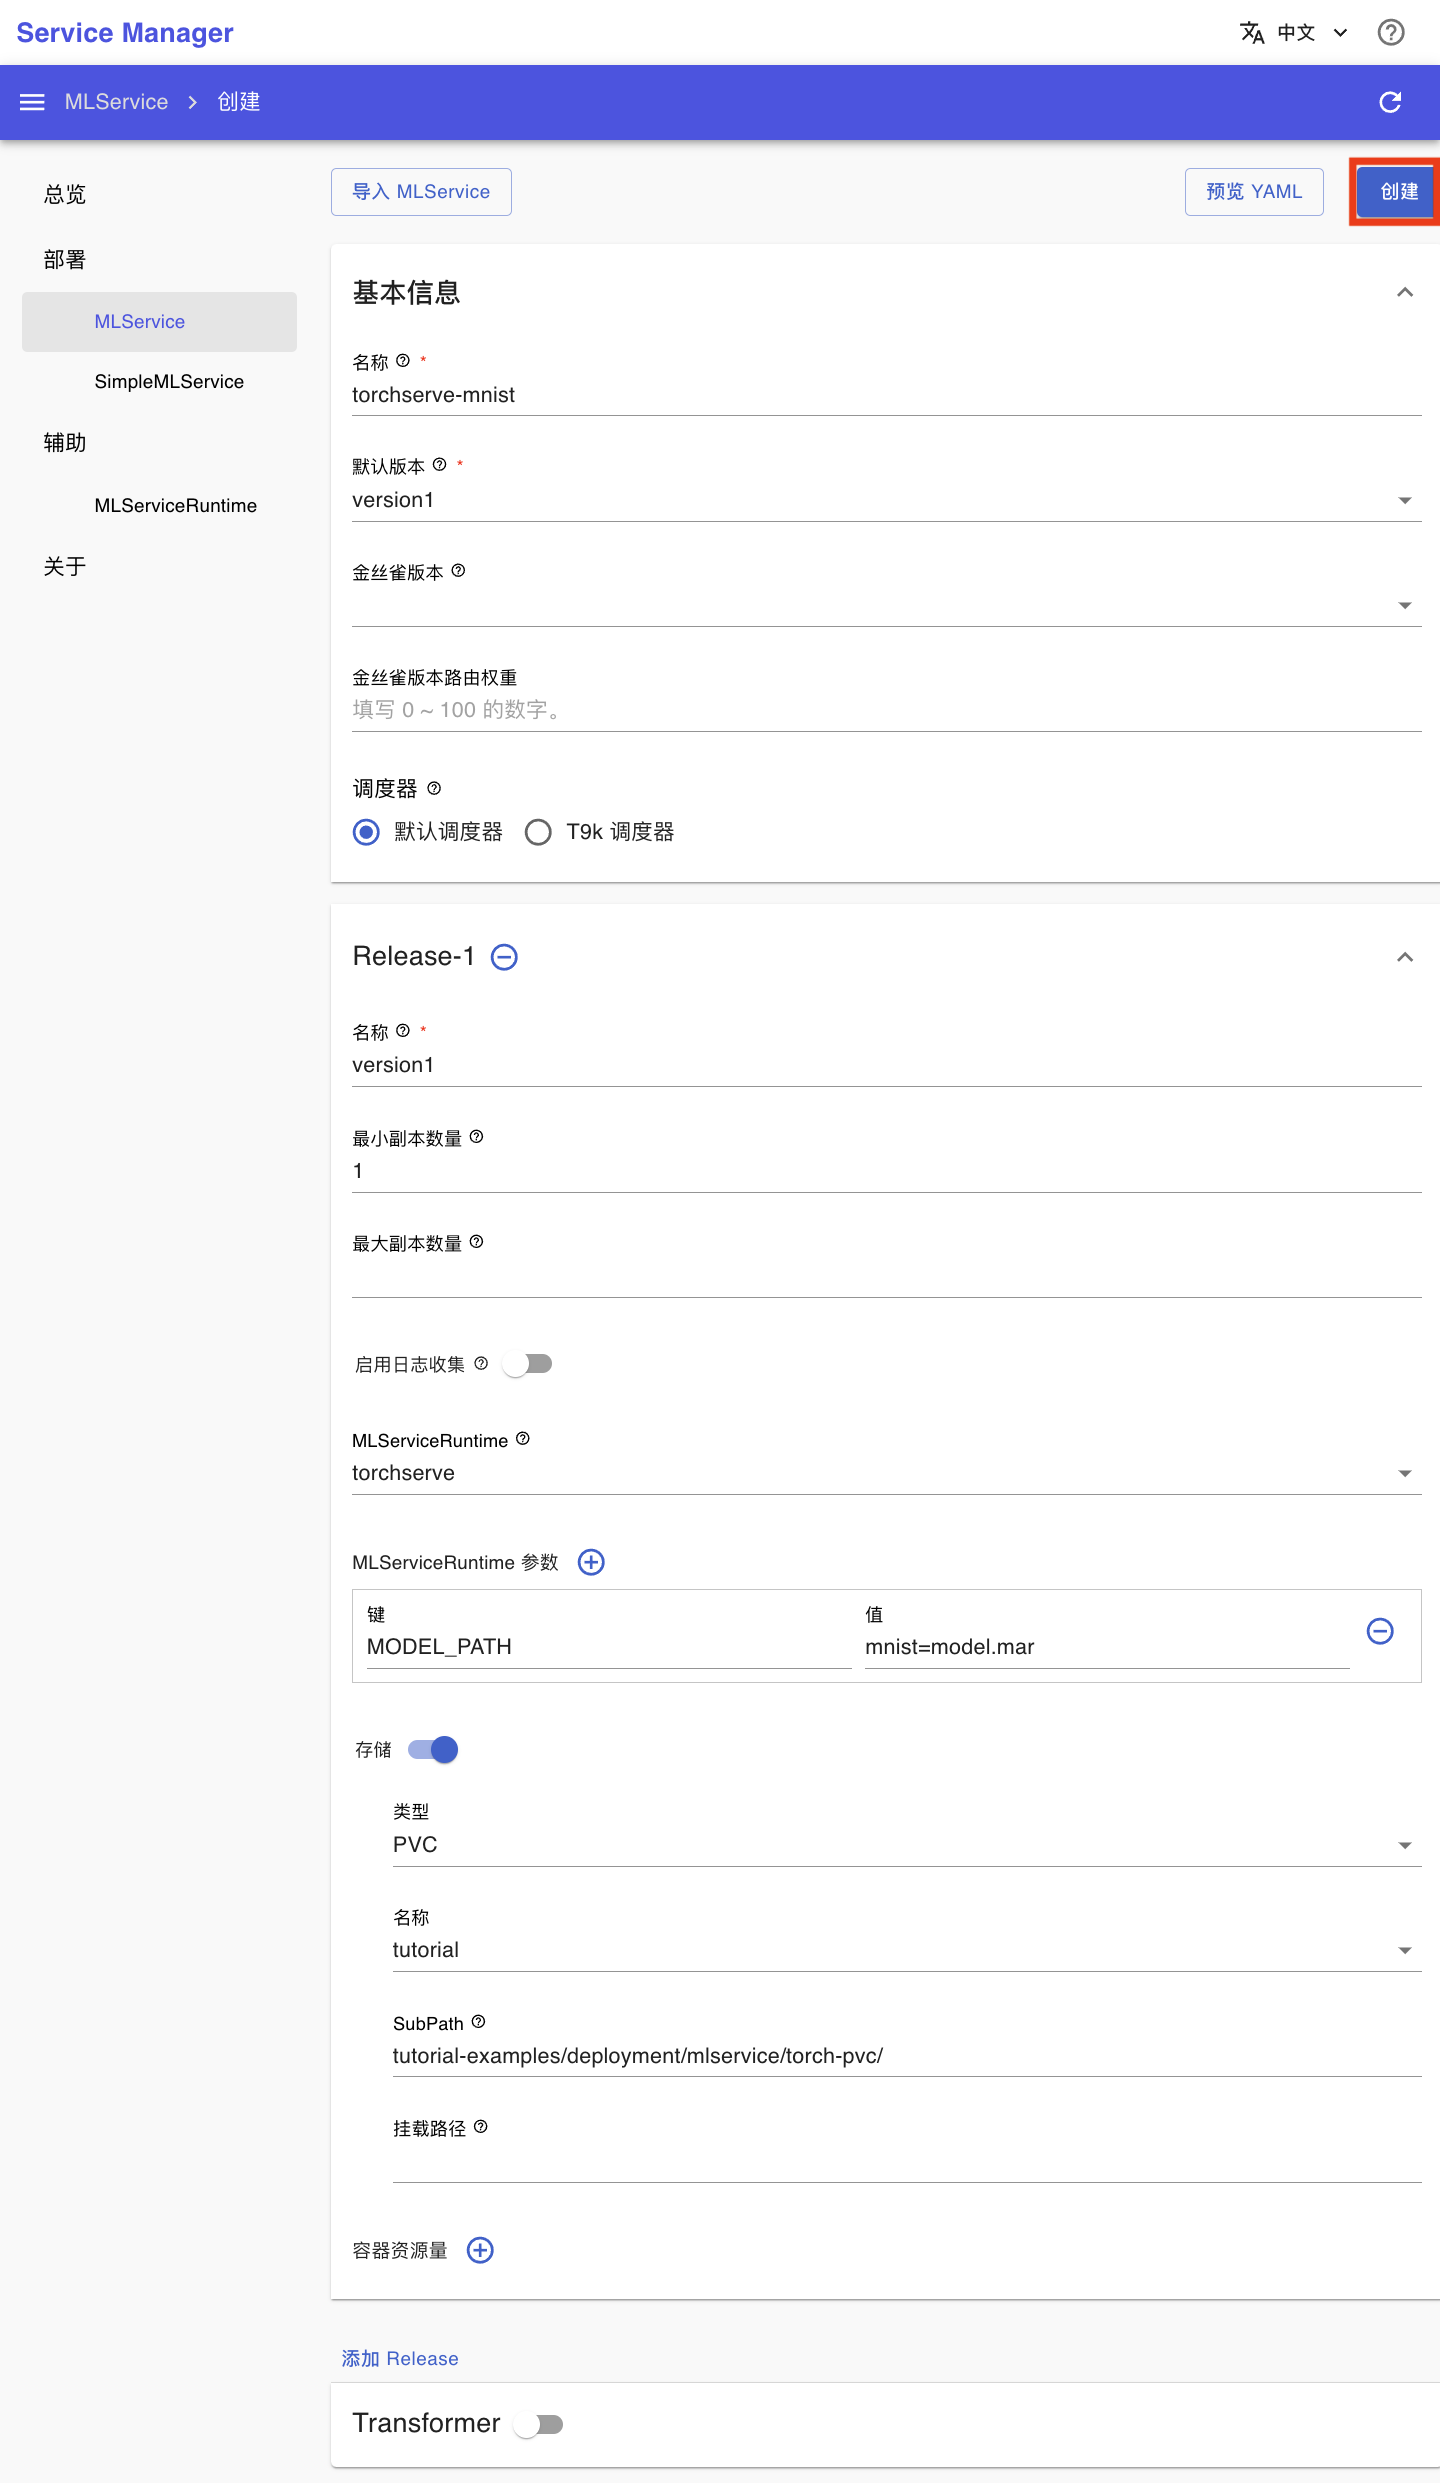 Service Manager
中文
MLService > 创建
总览
部署
MLService
SimpleMLService
辅助
MLServiceRuntime
关于
导入 MLService
预览 YAML
创建
基本信息
名称 *
torchserve-mnist
默认版本 *
version1
金丝雀版本
金丝雀版本路由权重
填写 0 ~ 100 的数字。
调度器
默认调度器
T9k 调度器
Release-1
名称 *
version1
最小副本数量
1
最大副本数量
启用日志收集
MLServiceRuntime
torchserve
MLServiceRuntime 参数
键
值
MODEL_PATH
mnist=model.mar
存储
类型
PVC
名称
tutorial
SubPath
tutorial-examples/deployment/mlservice/torch-pvc/
挂载路径
容器资源量
添加 Release
Transformer